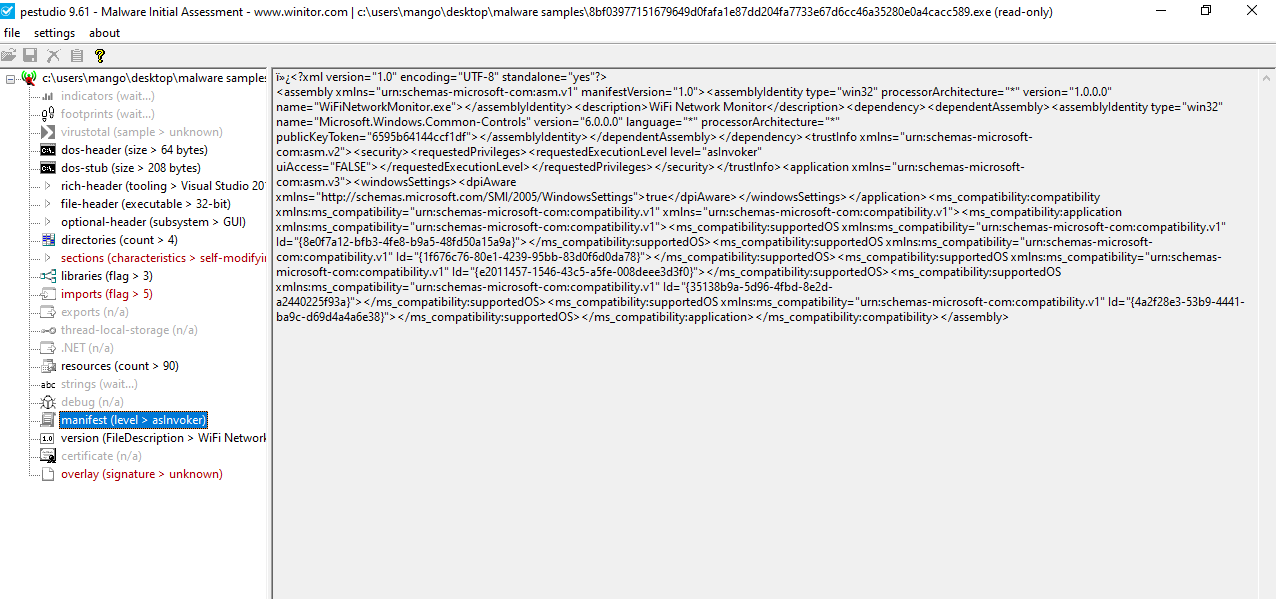 pestudio 9.61 - Malware Initial Assessment - www.winitor.com | c:\users\mango\desktop\malware samples\8bf03977151679649d0fafa1e87dd204fa7733e67d6cc46a35280e0a4cacc589.exe (read-only)
file settings about
c:\users\mango\desktop\malware samples
indicators (wait...)
footprints (wait...)
virustotal (sample > unknown)
dos-header (size > 64 bytes)
dos-stub (size > 208 bytes)
rich-header (tooling > Visual Studio 20
file-header (executable > 32-bit)
optional-header (subsystem > GUI)
directories (count > 4)
sections (characteristics > self-modifyin
libraries (flag > 3)
imports (flag > 5)
exports (n/a)
thread-local-storage (n/a)
.NET (n/a)
resources (count > 90)
abc strings (wait...)
debug (n/a)
manifest (level > asInvoker)
1.0 version (FileDescription > WiFi Network
certificate (n/a)
overlay (signature > unknown)
ï»¿<?xml version="1.0" encoding="UTF-8" standalone="yes"?>
<assembly xmlns="urn:schemas-microsoft-com:asm.v1" manifestVersion="1.0"><assemblyIdentity type="win32" processorArchitecture="*" version="1.0.0.0"
name="WiFiNetworkMonitor.exe"></assemblyIdentity><description>WiFi Network Monitor</description><dependency><dependentAssembly><assemblyIdentity type="win32"
name="Microsoft.Windows.Common-Controls" version="6.0.0.0" language="*" processorArchitecture="*"
publicKeyToken="6595b64144ccf1df"></assemblyIdentity></dependentAssembly></dependency><trustInfo xmlns="urn:schemas-microsoft-
com:asm.v2"><security><requestedPrivileges><requestedExecutionLevel level="asInvoker"
uiAccess="FALSE"></requestedExecutionLevel></requestedPrivileges></security></trustInfo><application xmlns="urn:schemas-microsoft-
com:asm.v3"><windowsSettings><dpiAware
xmlns="http://schemas.microsoft.com/SMI/2005/WindowsSettings">true</dpiAware></windowsSettings></application><ms_compatibility:compatibility
xmlns:ms_compatibility="urn:schemas-microsoft-com:compatibility.v1" xmlns="urn:schemas-microsoft-com:compatibility.v1"><ms_compatibility:application
xmlns:ms_compatibility="urn:schemas-microsoft-com:compatibility.v1"><ms_compatibility:supportedOS xmlns:ms_compatibility="urn:schemas-microsoft-com:compatibility.v1"
Id="{8e0f7a12-bfb3-4fe8-b9a5-48fd50a15a9a}"></ms_compatibility:supportedOS><ms_compatibility:supportedOS xmlns:ms_compatibility="urn:schemas-microsoft-
com:compatibility.v1" Id="{1f676c76-80e1-4239-95bb-83d0f6d0da78}"></ms_compatibility:supportedOS><ms_compatibility:supportedOS xmlns:ms_compatibility="urn:schemas-
microsoft-com:compatibility.v1" Id="{e2011457-1546-43c5-a5fe-008deee3d3f0}"></ms_compatibility:supportedOS><ms_compatibility:supportedOS
xmlns:ms_compatibility="urn:schemas-microsoft-com:compatibility.v1" Id="{35138b9a-5d96-4fbd-8e2d-
a2440225f93a}"></ms_compatibility:supportedOS><ms_compatibility:supportedOS xmlns:ms_compatibility="urn:schemas-microsoft-com:compatibility.v1" Id="{4a2f28e3-53b9-4441-
ba9c-d69d4a4a6e38}"></ms_compatibility:supportedOS></ms_compatibility:application></ms_compatibility:compatibility></assembly>